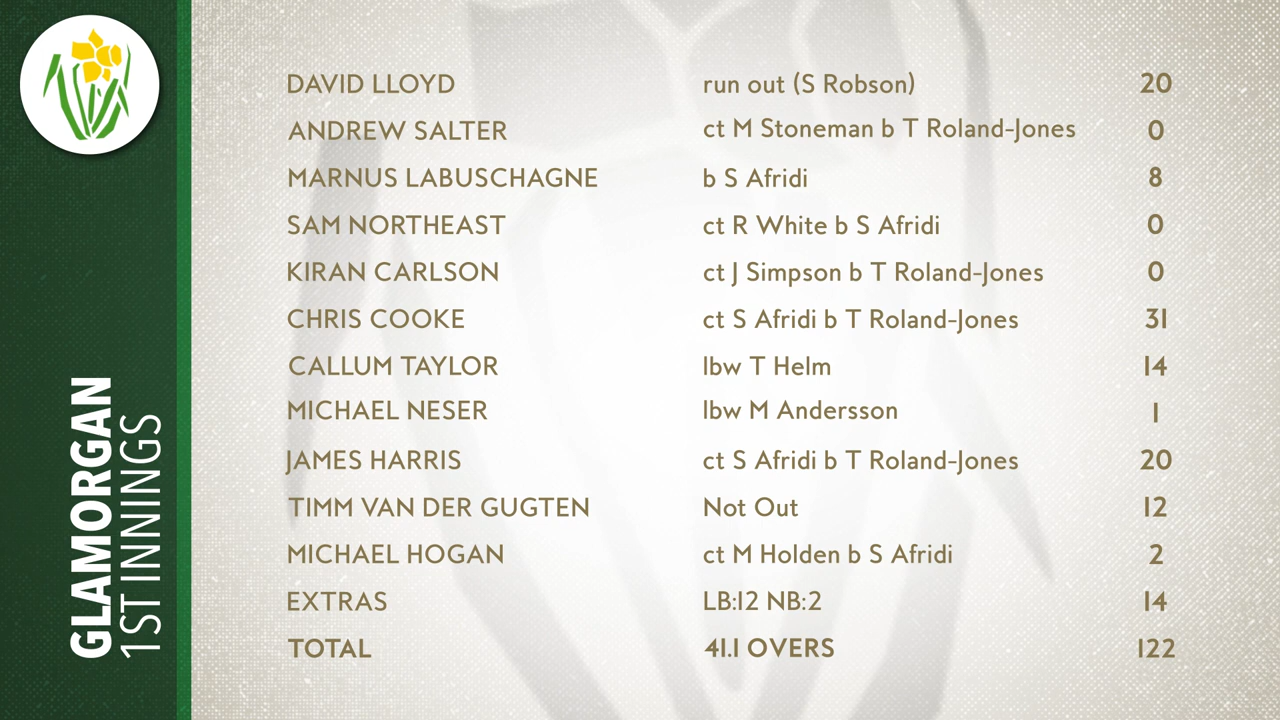 GLAMORGAN
1ST INNINGS
DAVID LLOYD run out (S Robson) 20
ANDREW SALTER ct M Stoneman b T Roland-Jones 0
MARNUS LABUSCHAGNE b S Afridi 8
SAM NORTHEAST ct R White b S Afridi 0
KIRAN CARLSON ct J Simpson b T Roland-Jones 0
CHRIS COOKE ct S Afridi b T Roland-Jones 31
CALLUM TAYLOR lbw T Helm 14
MICHAEL NESER lbw M Andersson 1
JAMES HARRIS ct S Afridi b T Roland-Jones 20
TIMM VAN DER GUGTEN Not Out 12
MICHAEL HOGAN ct M Holden b S Afridi 2
EXTRAS LB:12 NB:2 14
TOTAL 41.1 OVERS 122